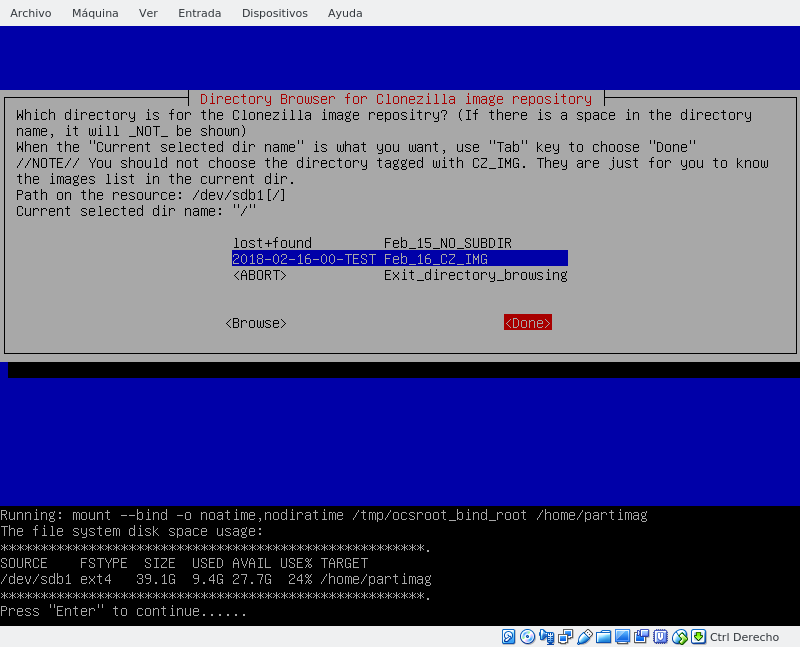 Archivo Máquina Ver Entrada Dispositivos Ayuda
Directory Browser for Clonezilla image repository
Which directory is for the Clonezilla image repositry? (If there is a space in the directory
name, it will _NOT_ be shown)
When the "Current selected dir name" is what you want, use "Tab" key to choose "Done"
//NOTE// You should not choose the directory tagged with CZ_IMG. They are just for you to know
the images list in the current dir.
Path on the resource: /dev/sdb1[/]
Current selected dir name: "/"
lost+found Feb_15_NO_SUBDIR
2018-02-16-00-TEST Feb_16_CZ_IMG
<ABORT> Exit_directory_browsing
<Browse> <Done>
Running: mount --bind -o noatime,nodiratime /tmp/ocsroot_bind_root /home/partimag
The file system disk space usage:
*****************************************************.
SOURCE FSTYPE SIZE USED AVAIL USE% TARGET
/dev/sdb1 ext4 39.1G 9.4G 27.7G 24% /home/partimag
*****************************************************.
Press "Enter" to continue......
Ctrl Derecho